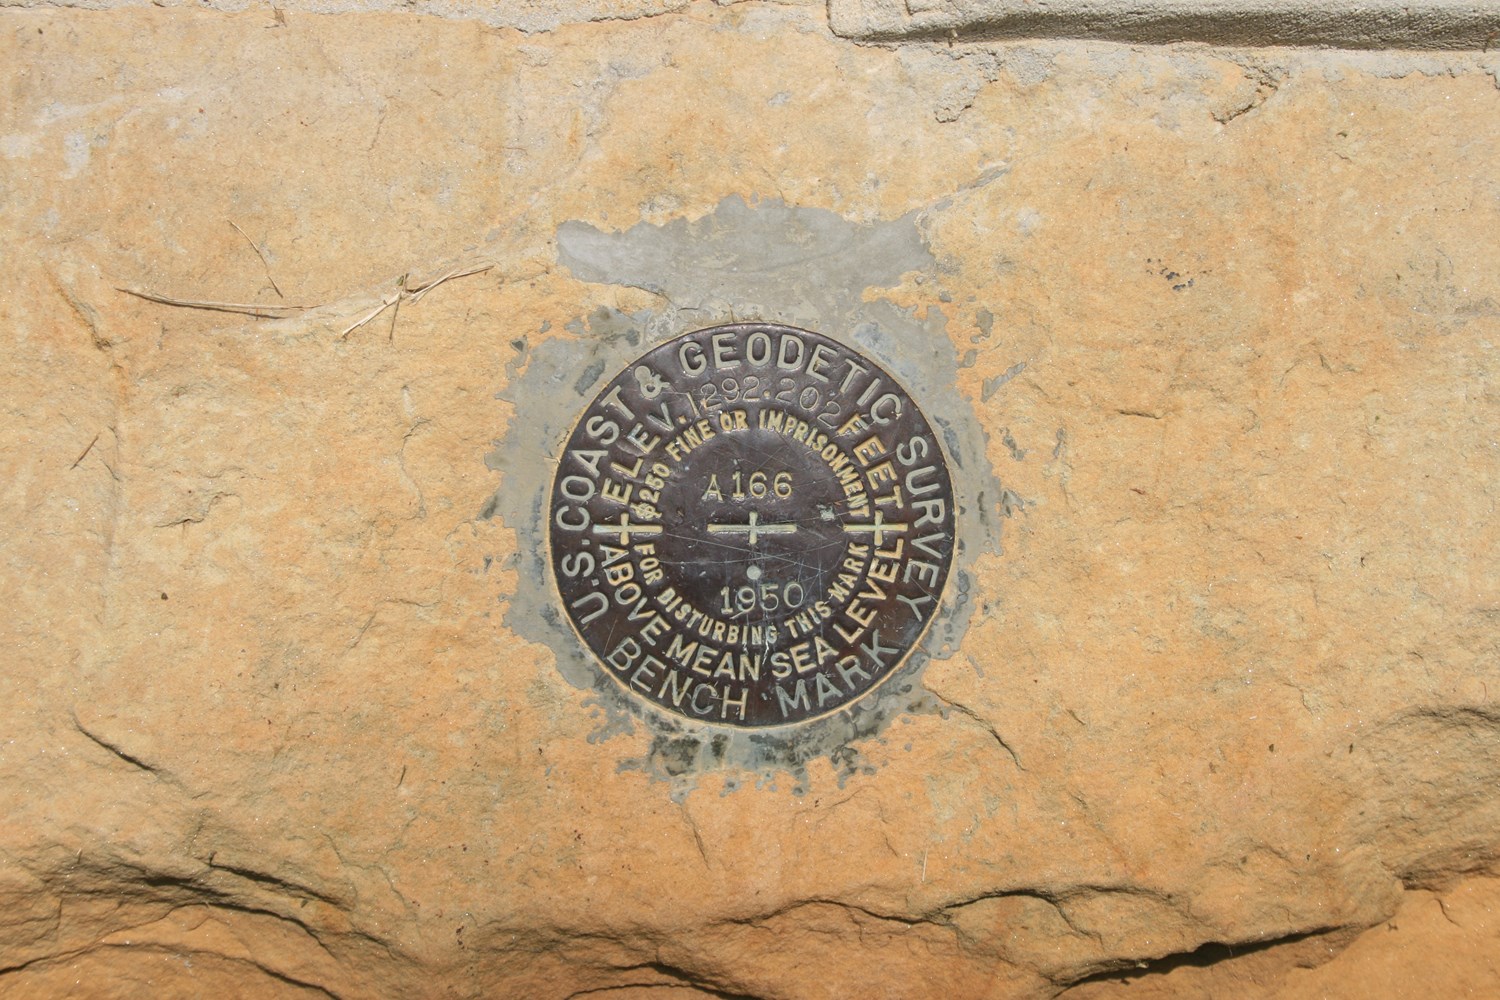 U.S. COAST & GEODETIC SURVEY
BENCH MARK
ELEV. 1292.202 FEET
ABOVE MEAN SEA LEVEL
$250 FINE OR IMPRISONMENT
FOR DISTURBING THIS MARK
A 166
1950